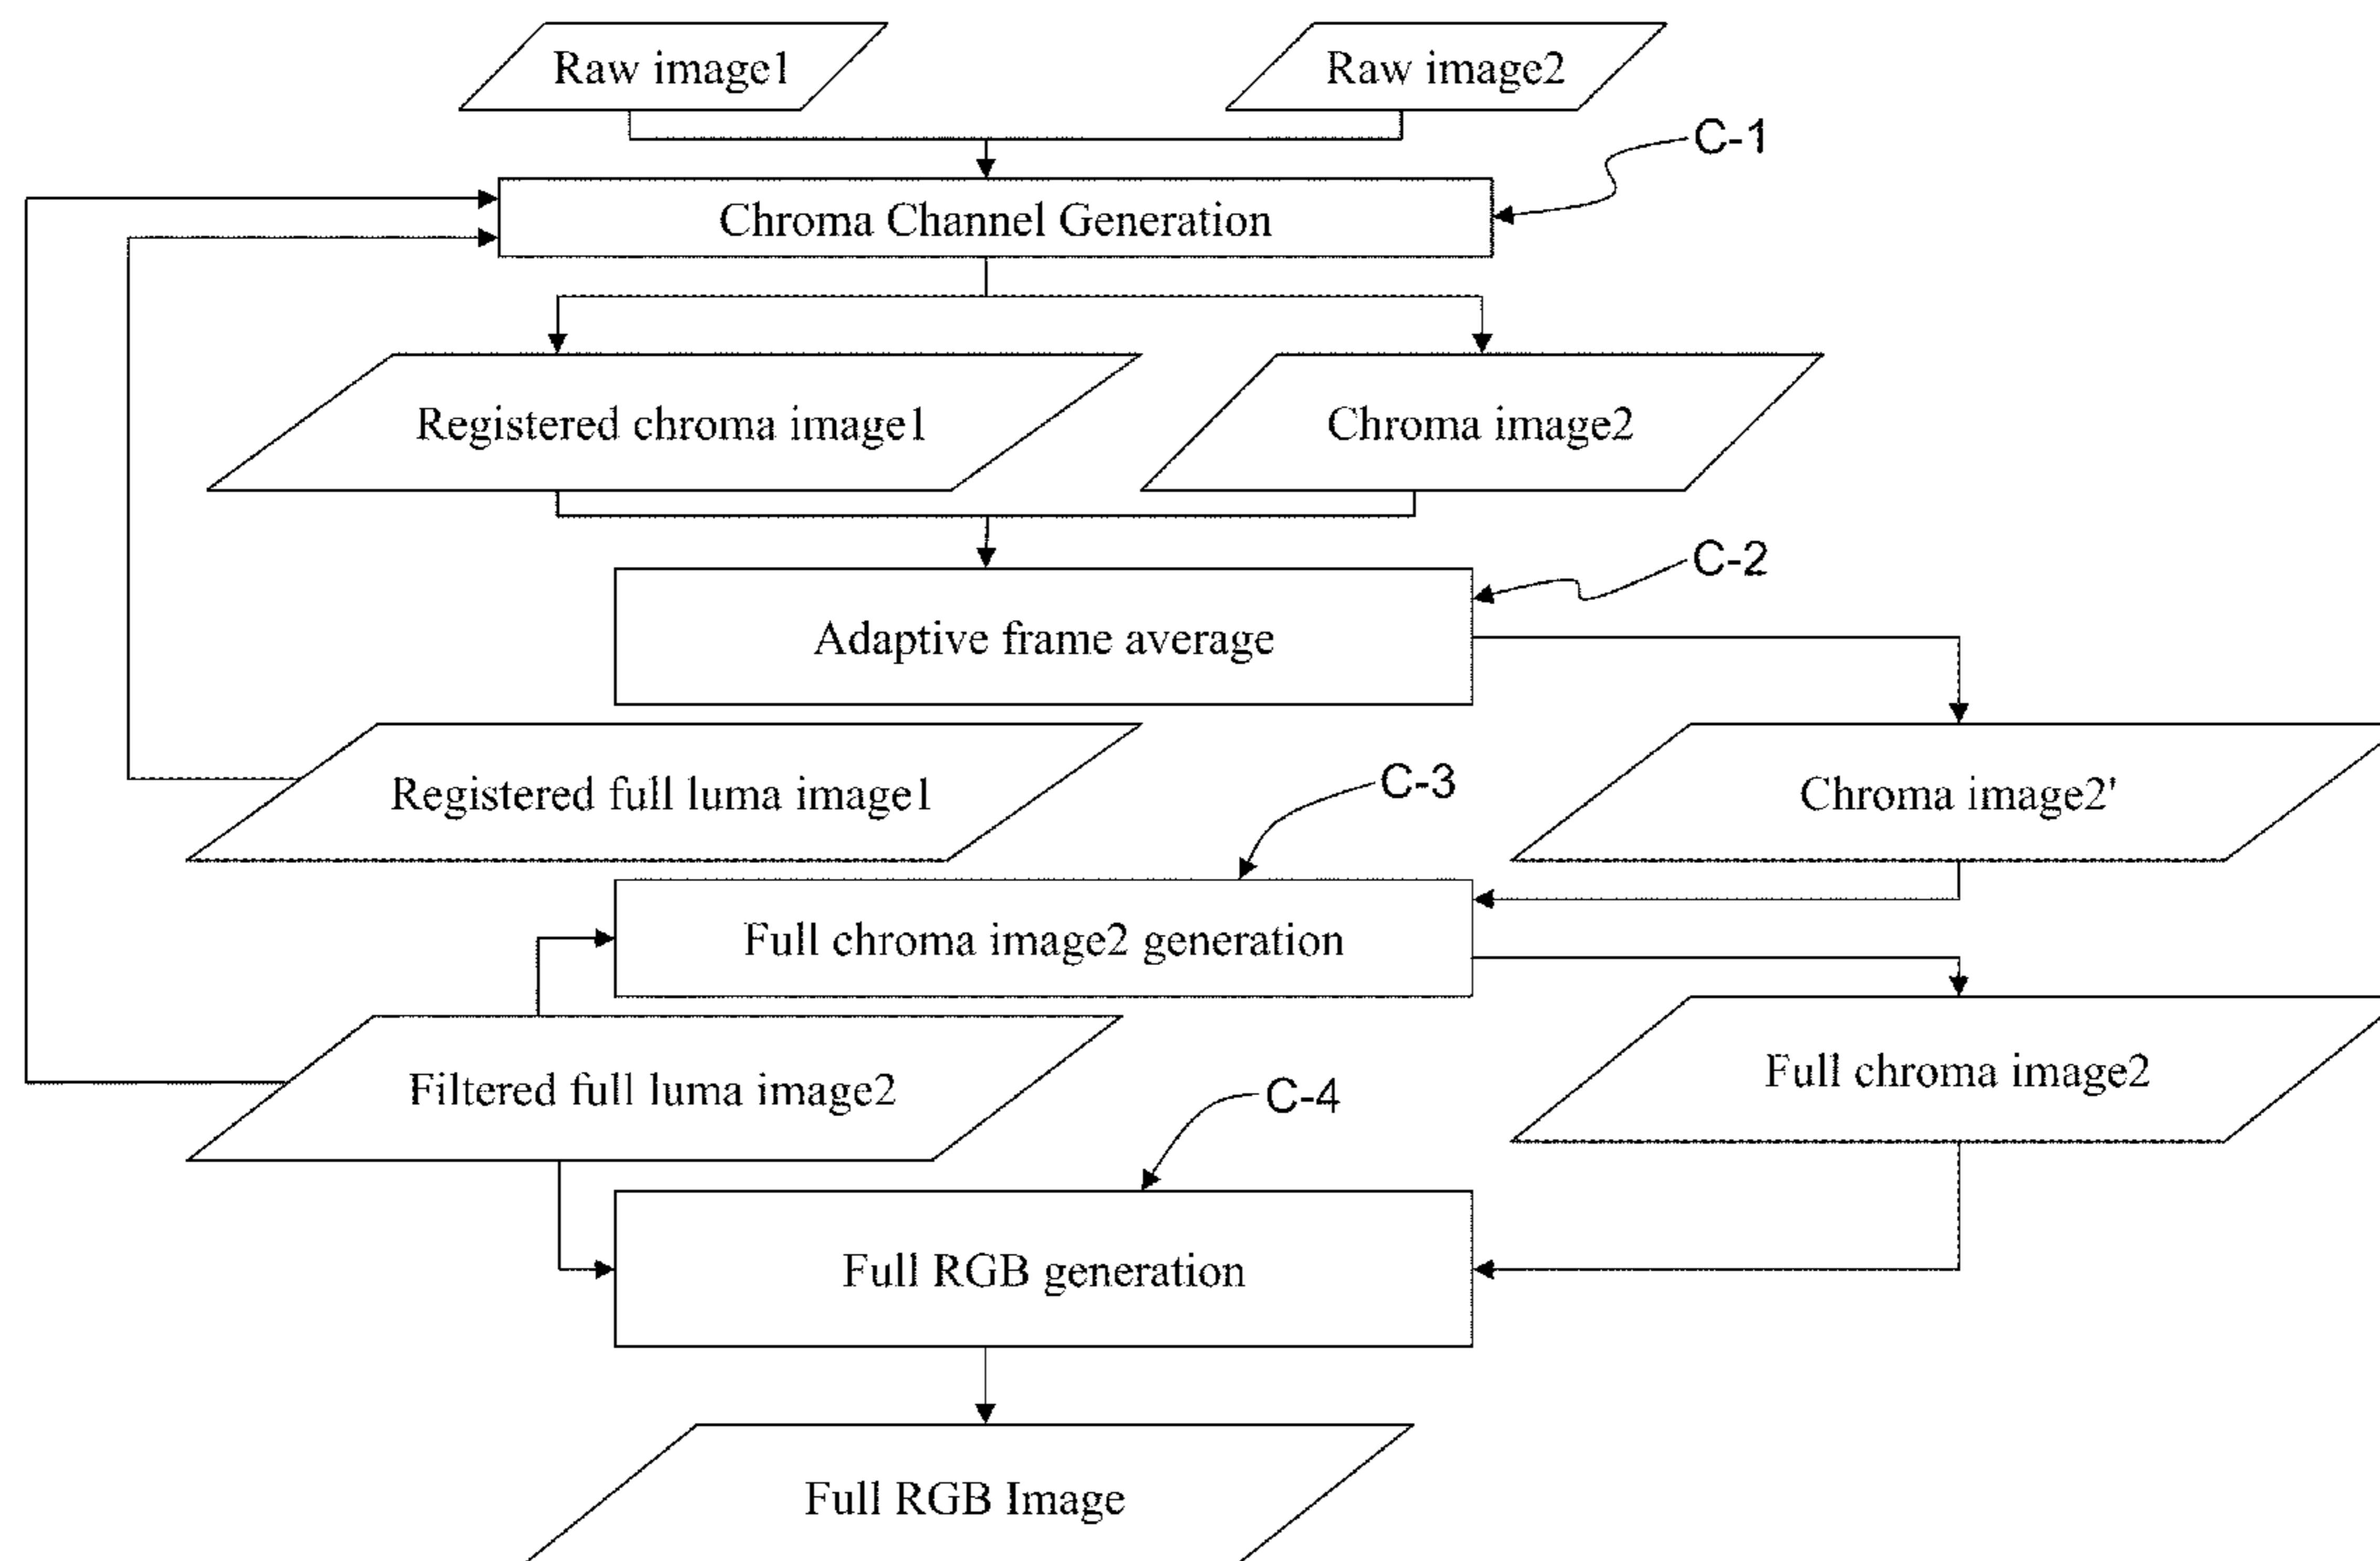 Raw image1
Raw image2
C-1
Chroma Channel Generation
Registered chroma image1
Chroma image2
C-2
Adaptive frame average
Registered full luma image1
C-3
Chroma image2'
Full chroma image2 generation
Filtered full luma image2
C-4
Full chroma image2
Full RGB generation
Full RGB Image